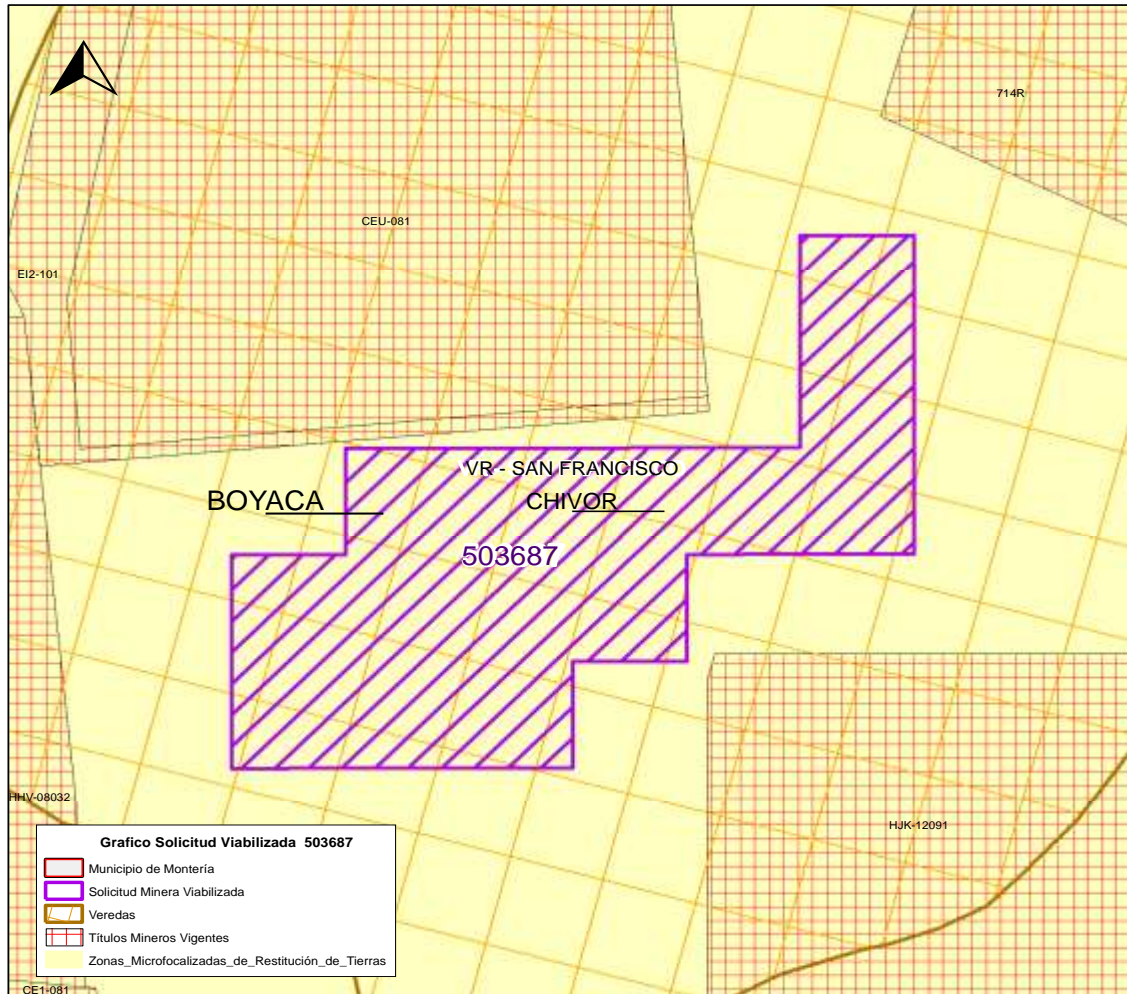 714R
CEU-081
EI2-101
VR - SAN FRANCISCO
BOYACA
CHIVOR
503687
HHV-08032
HJK-12091
Grafico Solicitud Viabilizada 503687
Municipio de Montería
Solicitud Minera Viabilizada
Veredas
Títulos Mineros Vigentes
Zonas_Microfocalizadas_de_Restitución_de_Tierras
CE1-081